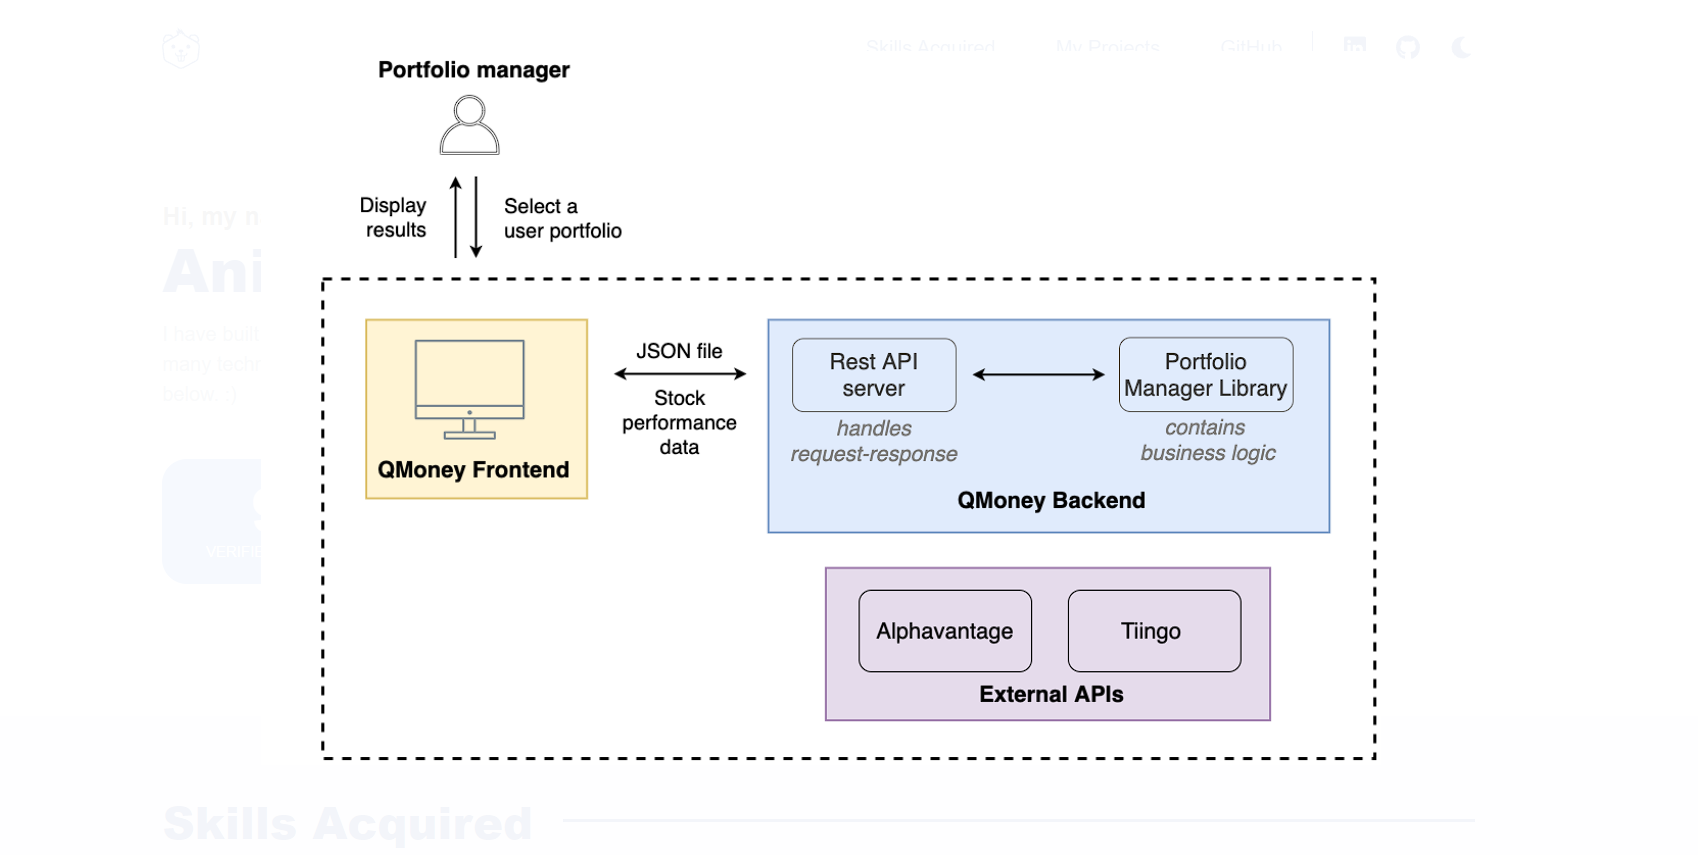 Skills Acquired
My Projects
GitHub
Portfolio manager
Display
results
Select a
user portfolio
Hi, my
Ani
I have built
many
below :)
JSON file
Stock
performance
data
QMoney Frontend
Rest API
server
handles
request-response
Portfolio
Manager Library
contains
business logic
QMoney Backend
Alphavantage
Tiingo
External APIs
Skills Acquired